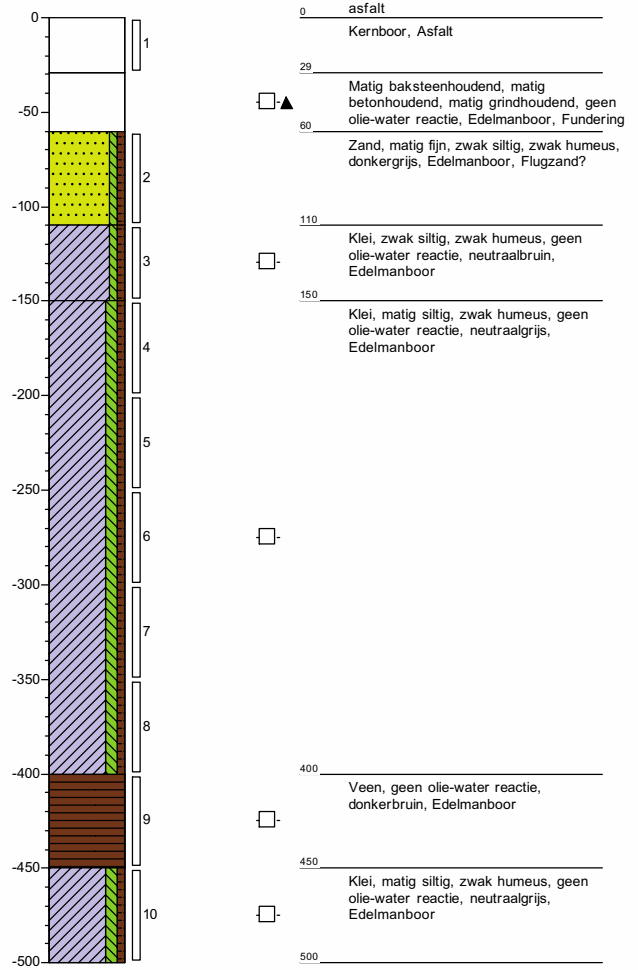 asfalt
0
0
Kernboor, Asfalt
1
29
Matig baksteenhoudend, matig
betonhoudend, matig grindhoudend, geen
olie-water reactie, Edelmanboor, Fundering
-50
60
Zand, matig fijn, zwak siltig, zwak humeus,
donkergrijs, Edelmanboor, Flugzand?
2
-100
110
Klei, zwak siltig, zwak humeus, geen
olie-water reactie, neutraalbruin,
Edelmanboor
3
-150
150
Klei, matig siltig, zwak humeus, geen
olie-water reactie, neutraalgrijs,
Edelmanboor
4
-200
5
-250
6
-300
7
-350
8
-400
400
Veen, geen olie-water reactie,
donkerbruin, Edelmanboor
9
-450
450
Klei, matig siltig, zwak humeus, geen
olie-water reactie, neutraalgrijs,
Edelmanboor
10
-500
500